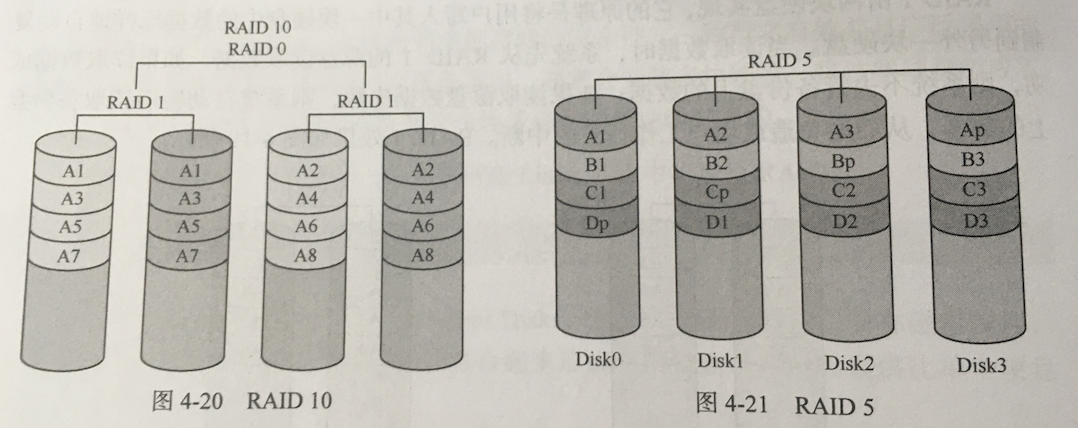 RAID 10
RAID 0
RAID 1
RAID 1
A1
A3
A5
A7
A1
A3
A5
A7
A2
A4
A6
A8
A2
A4
A6
A8
图 4-20 RAID 10
RAID 5
A1
B1
C1
Dp
A2
B2
Cp
D1
A3
Bp
C2
D2
Ap
B3
C3
D3
Disk0
Disk1
Disk2
Disk3
图 4-21 RAID 5